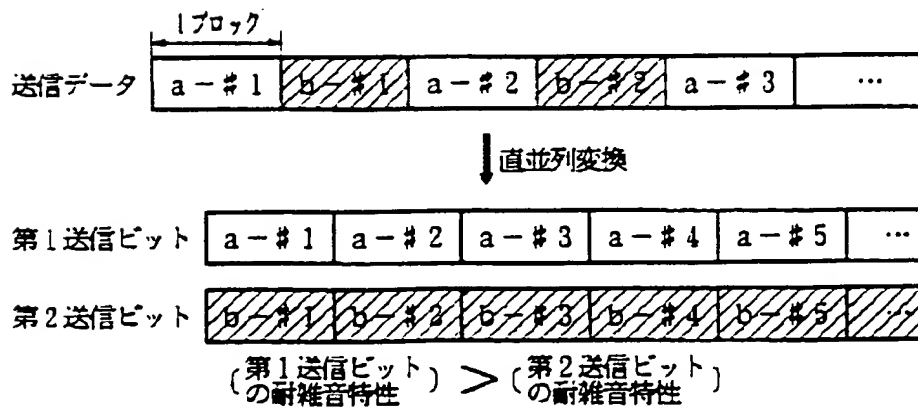 1ブロック
送信データ a-#1 b-#1 a-#2 b-#2 a-#3 …
直並列変換
第1送信ビット a-#1 a-#2 a-#3 a-#4 a-#5 …
第2送信ビット b-#1 b-#2 b-#3 b-#4 b-#5 …
(第1送信ビットの耐雑音特性) > (第2送信ビットの耐雑音特性)